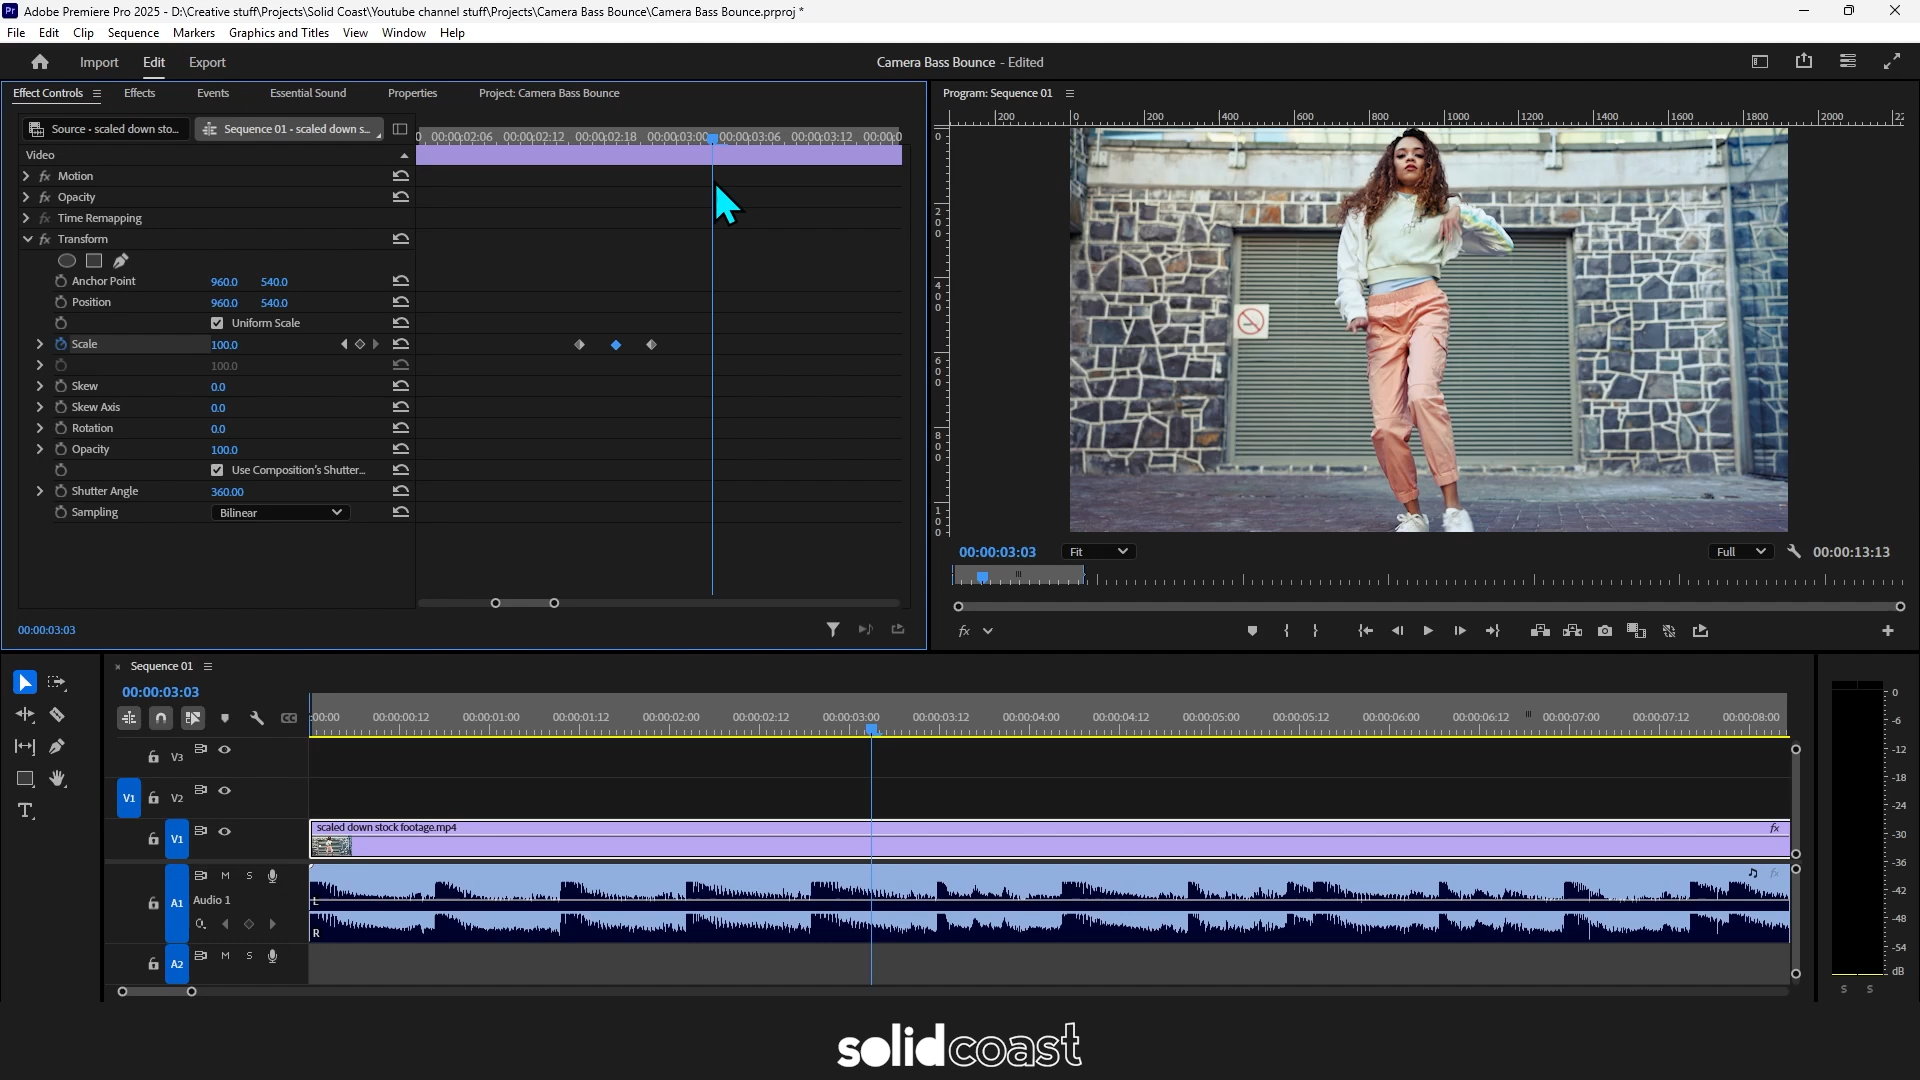 Pr Adobe Premiere Pro 2025 - D:\Creative stuff\Projects\Solid Coast\Youtube channel stuff\Projects\Camera Bass Bounce\Camera Bass Bounce.prproj *
File Edit Clip Sequence Markers Graphics and Titles View Window Help
Import Edit Export Camera Bass Bounce - Edited
Effect Controls Effects Events Essential Sound Properties Project: Camera Bass Bounce
Program: Sequence 01
Source - scaled down sto... Sequence 01 - scaled down s...
00:00:02:06 00:00:02:12 00:00:02:18 00:00:03:00 00:00:03:06 00:00:03:12 00:00:0
200 0 200 400 600 800 1000 1200 1400 1600 1800 2000 22
Video
Motion
Opacity
Time Remapping
Transform
Anchor Point 960.0 540.0
Position 960.0 540.0
Uniform Scale
Scale 100.0
100.0
Skew 0.0
Skew Axis 0.0
Rotation 0.0
Opacity 100.0
Use Composition's Shutter...
Shutter Angle 360.00
Sampling Bilinear
00:00:03:03
0
200
400
600
800
100
00:00:03:03 Fit Full 00:00:13:13
fx
Sequence 01
00:00:03:03
:00:00 00:00:00:12 00:00:01:00 00:00:01:12 00:00:02:00 00:00:02:12 00:00:03:00 00:00:03:12 00:00:04:00 00:00:04:12 00:00:05:00 00:00:05:12 00:00:06:00 00:00:06:12 00:00:07:00 00:00:07:12 00:00:08:00
V3
V1 V2
V1
scaled down stock footage.mp4 fx
M S
A1 Audio 1
L
R
A2 M S
0
-6
-12
-18
-24
-30
-36
-42
-48
-54
dB
S S
solidcoast